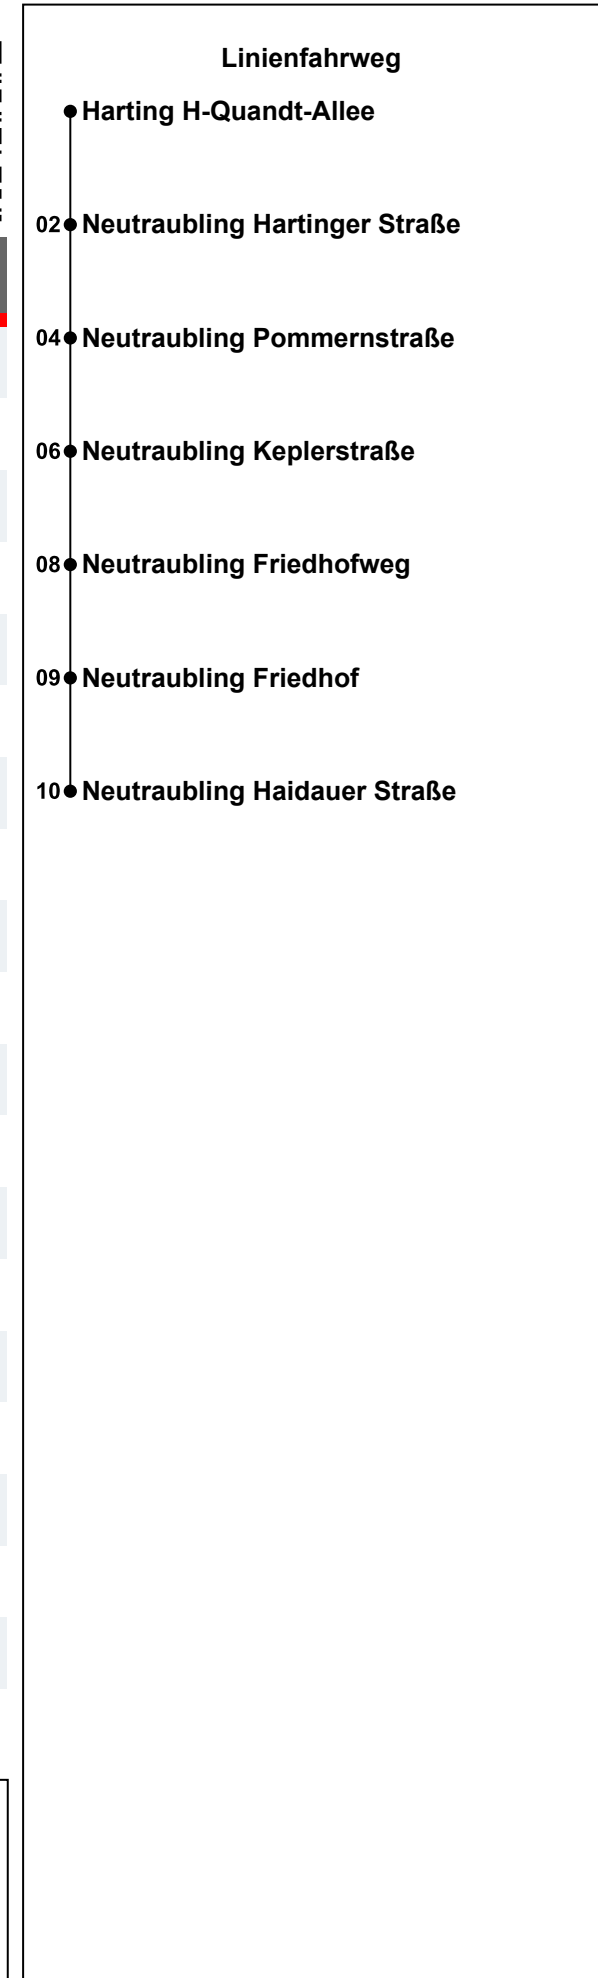 Linienfahrweg
Harting H-Quandt-Allee
02 Neutraubling Hartinger Straße
04 Neutraubling Pommernstraße
06 Neutraubling Keplerstraße
08 Neutraubling Friedhofweg
09 Neutraubling Friedhof
10 Neutraubling Haidauer Straße